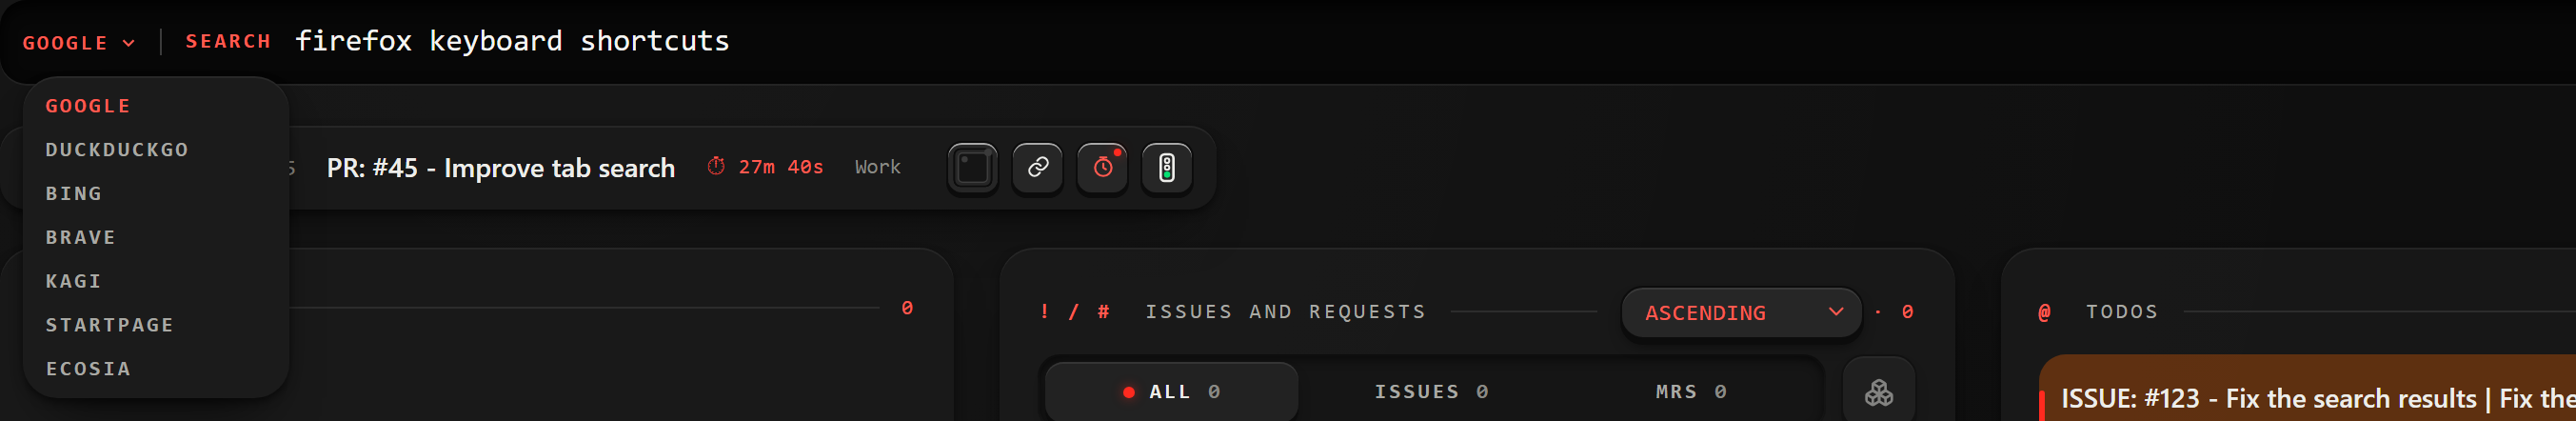 GOOGLE SEARCH firefox keyboard shortcuts
GOOGLE
DUCKDUCKGO
BING
BRAVE
KAGI
STARTPAGE
ECOSIA
PR: #45 - Improve tab search 27m 40s Work
0
! / # ISSUES AND REQUESTS ASCENDING · 0
ALL 0 ISSUES 0 MRS 0
@ TODOS
ISSUE: #123 - Fix the search results | Fix the